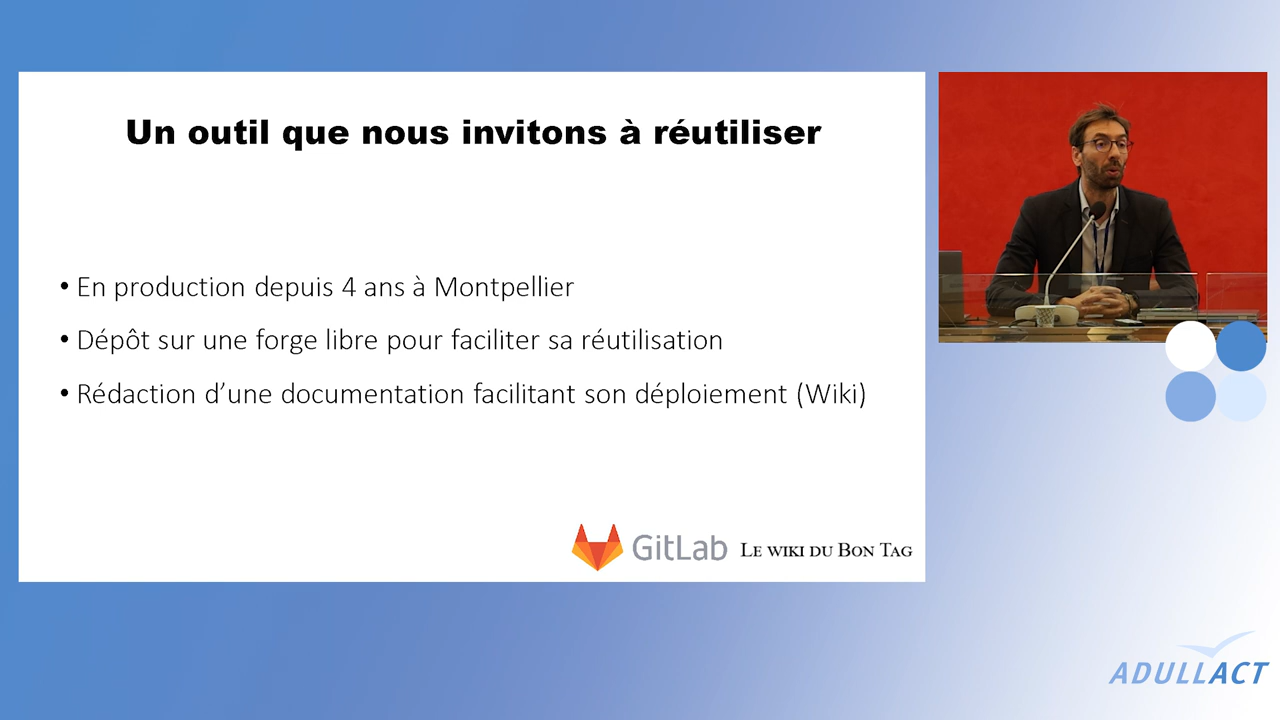 Un outil que nous invitons à réutiliser
• En production depuis 4 ans à Montpellier
• Dépôt sur une forge libre pour faciliter sa réutilisation
• Rédaction d’une documentation facilitant son déploiement (Wiki)
GitLab
Le wiki du Bon Tag
ADULLACT